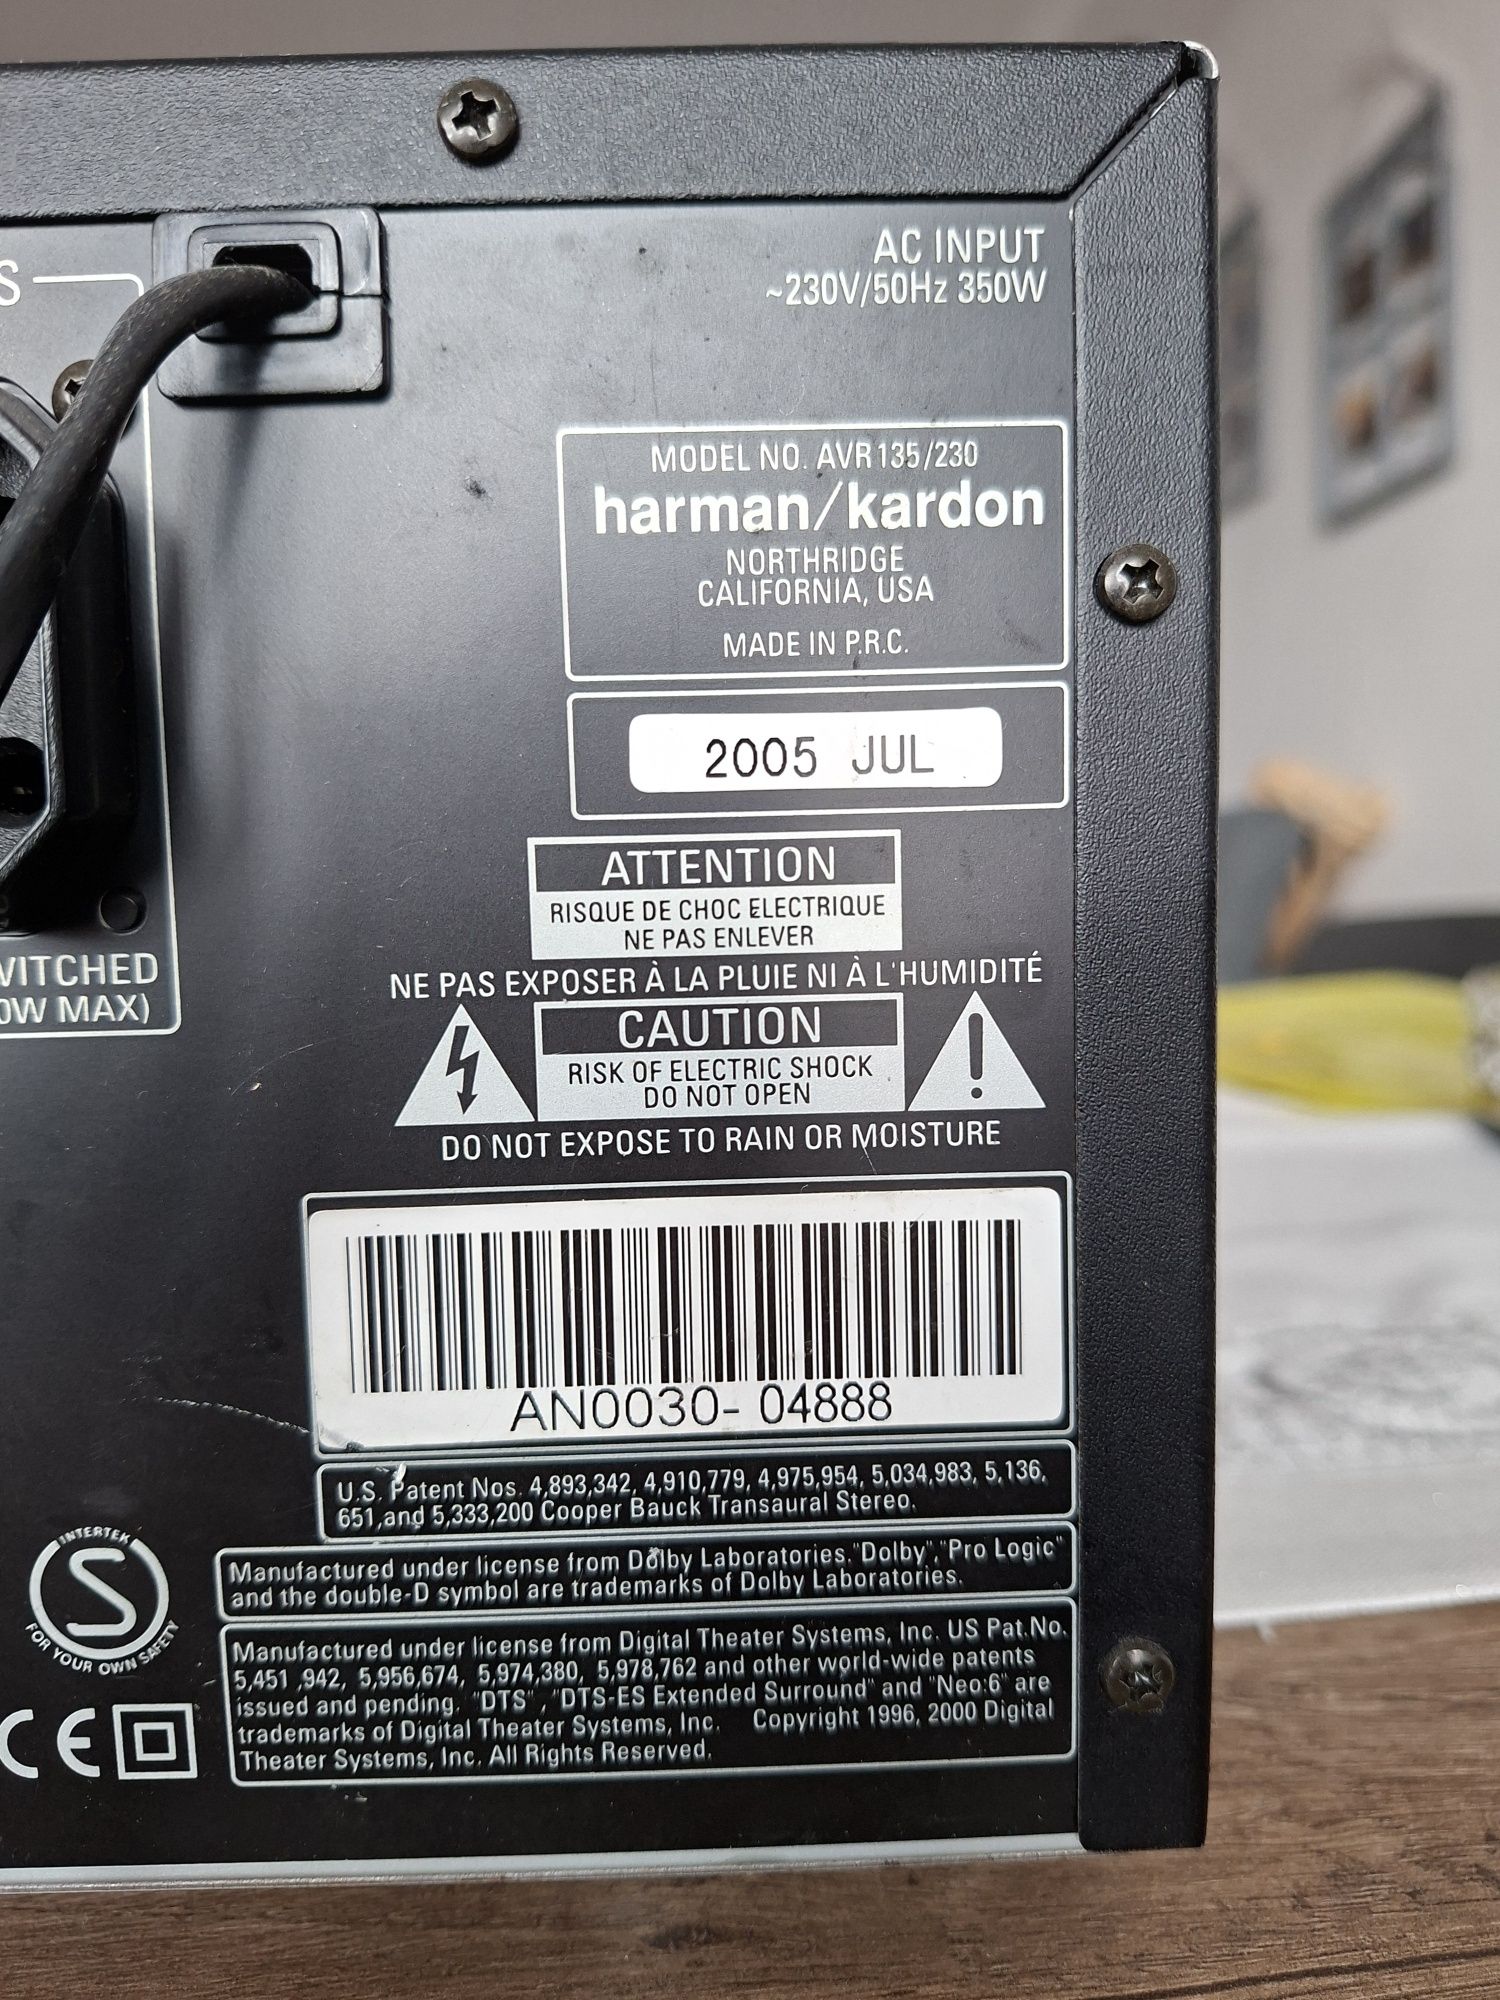 AC INPUT
~230V/50Hz 350W
MODEL NO. AVR135/230
harman/kardon
NORTHRIDGE
CALIFORNIA, USA
MADE IN P.R.C.
2005 JUL
ATTENTION
RISQUE DE CHOC ELECTRIQUE
NE PAS ENLEVER
NE PAS EXPOSER À LA PLUIE NI À L'HUMIDITÉ
CAUTION
RISK OF ELECTRIC SHOCK
DO NOT OPEN
DO NOT EXPOSE TO RAIN OR MOISTURE
AN0030- 04888
U.S. Patent Nos. 4,893,342, 4,910,779, 4,975,954, 5,034,983, 5,136,
651,and 5,333,200 Cooper Bauck Transaural Stereo.
Manufactured under license from Dolby Laboratories."Dolby","Pro Logic"
and the double-D symbol are trademarks of Dolby Laboratories.
Manufactured under license from Digital Theater Systems, Inc. US Pat.No.
5,451 ,942, 5,956,674, 5,974,380, 5,978,762 and other world-wide patents
issued and pending. "DTS", "DTS-ES Extended Surround" and "Neo:6" are
trademarks of Digital Theater Systems, Inc. Copyright 1996, 2000 Digital
Theater Systems, Inc. All Rights Reserved.
INTERTEK
S
FOR YOUR OWN SAFETY
CE
S
WITCHED
0W MAX)